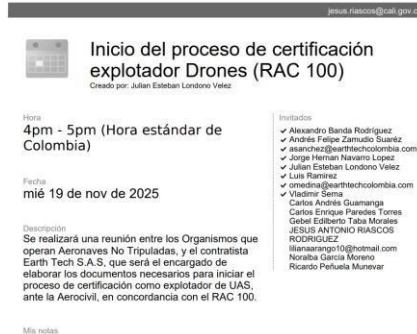 jesus.riascos@cali.gov.c
Inicio del proceso de certificación
explotador Drones (RAC 100)
Creado por: Julian Esteban Londono Velez
Hora
4pm - 5pm (Hora estándar de
Colombia)
Fecha
mié 19 de nov de 2025
Descripción
Se realizará una reunión entre los Organismos que
operan Aeronaves No Tripuladas, y el contratista
Earth Tech S.A.S, que será el encargado de
elaborar los documentos necesarios para iniciar el
proceso de certificación como explotador de UAS,
ante la Aerocivil, en concordancia con el RAC 100.
Mis notas
Invitados
✓ Alexandro Banda Rodríguez
✓ Andrés Felipe Zamudio Suaréz
✓ asanchez@earthtechcolombia.com
✓ Jorge Hernan Navarro Lopez
✓ Julian Esteban Londono Velez
✓ Luis Ramirez
✓ omedina@earthtechcolombia.com
✓ Vladimir Serna
Carlos Andrés Guamanga
Carlos Enrique Paredes Torres
Gebel Edilberto Taba Morales
JESUS ANTONIO RIASCOS
RODRIGUEZ
lilianaarango10@hotmail.com
Noralba García Moreno
Ricardo Peñuela Munevar